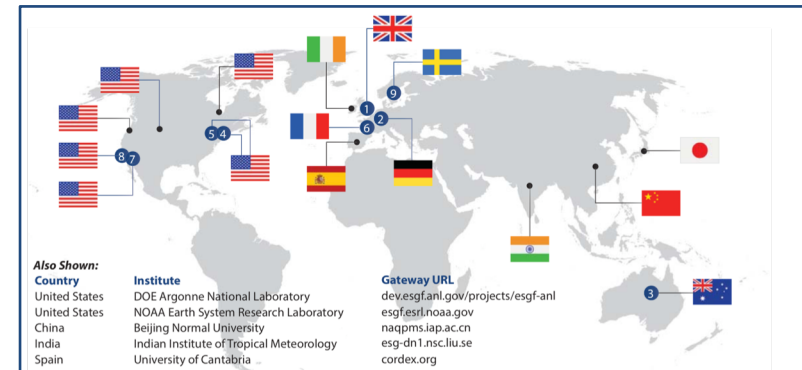 1
9
2
6
5 4
8 7
3
Also Shown:
Country Institute Gateway URL
United States DOE Argonne National Laboratory dev.esgf.anl.gov/projects/esgf-anl
United States NOAA Earth System Research Laboratory esgf.esrl.noaa.gov
China Beijing Normal University naqpms.iap.ac.cn
India Indian Institute of Tropical Meteorology esg-dn1.nsc.liu.se
Spain University of Cantabria cordex.org